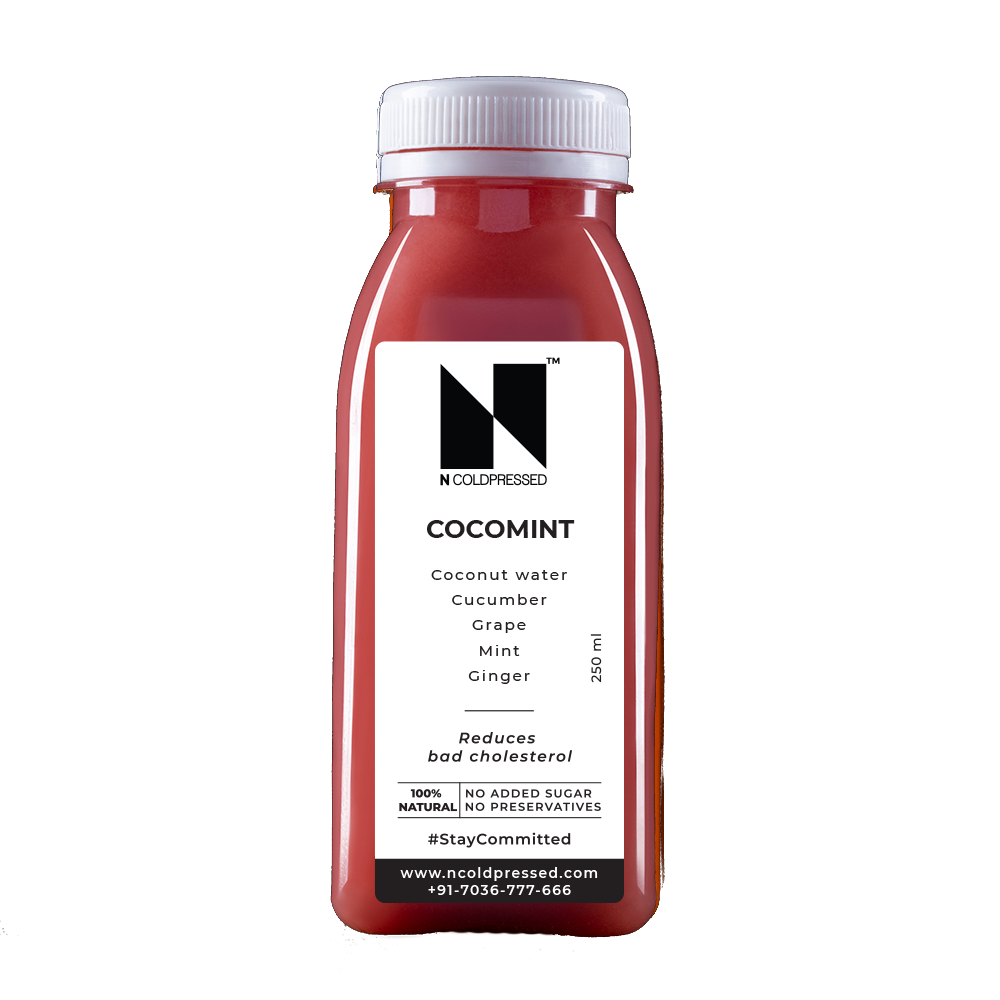 N
TM
N COLDPRESSED
COCOMINT
Coconut water
Cucumber
Grape
Mint
Ginger
250 ml
Reduces
bad cholesterol
100% NO ADDED SUGAR
NATURAL NO PRESERVATIVES
#StayCommitted
www.ncoldpressed.com
+91-7036-777-666